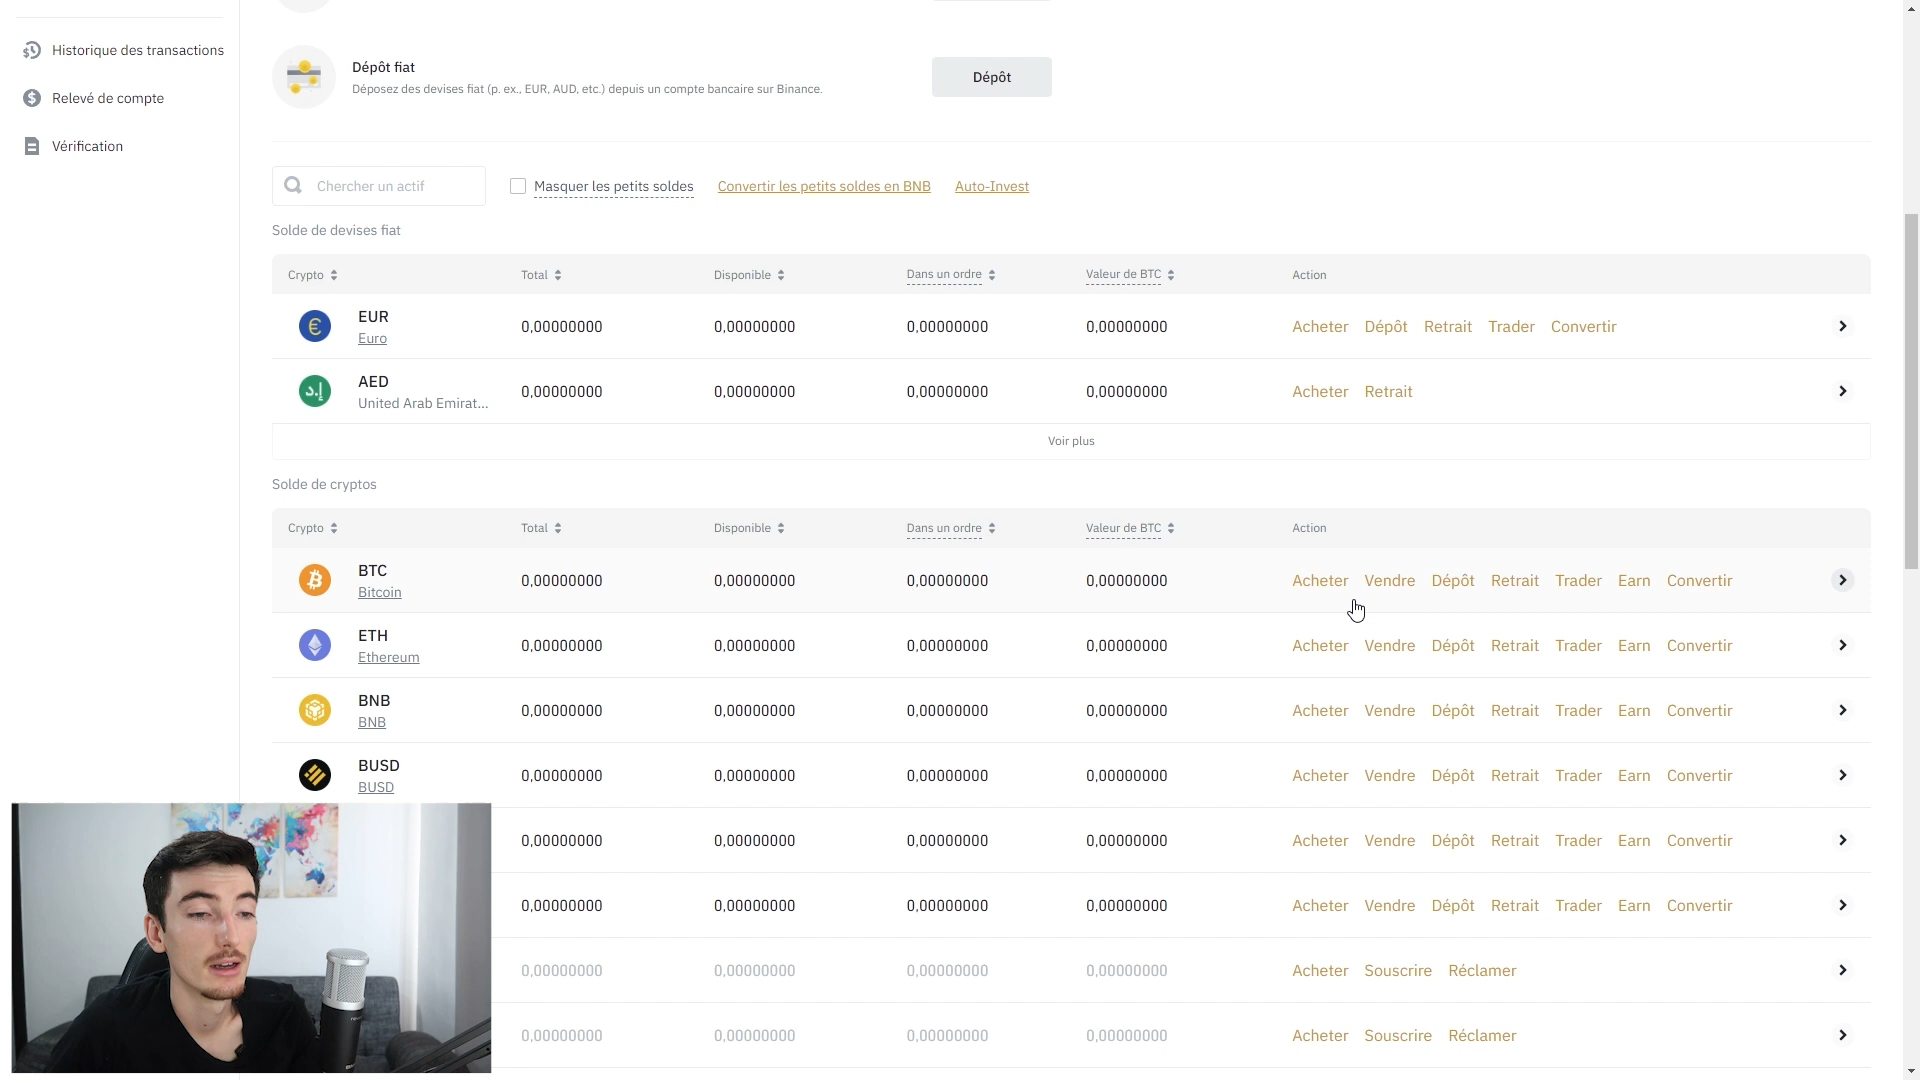 Historique des transactions
Relevé de compte
Vérification
Dépôt fiat
Déposez des devises fiat (p. ex., EUR, AUD, etc.) depuis un compte bancaire sur Binance.
Dépôt
Chercher un actif
Masquer les petits soldes
Convertir les petits soldes en BNB
Auto-Invest
Solde de devises fiat
Crypto Total Disponible Dans un ordre Valeur de BTC Action
EUR
Euro
0,00000000 0,00000000 0,00000000 0,00000000 Acheter Dépôt Retrait Trader Convertir
AED
United Arab Emirat...
0,00000000 0,00000000 0,00000000 0,00000000 Acheter Retrait
Voir plus
Solde de cryptos
Crypto Total Disponible Dans un ordre Valeur de BTC Action
BTC
Bitcoin
0,00000000 0,00000000 0,00000000 0,00000000 Acheter Vendre Dépôt Retrait Trader Earn Convertir
ETH
Ethereum
0,00000000 0,00000000 0,00000000 0,00000000 Acheter Vendre Dépôt Retrait Trader Earn Convertir
BNB
BNB
0,00000000 0,00000000 0,00000000 0,00000000 Acheter Vendre Dépôt Retrait Trader Earn Convertir
BUSD
BUSD
0,00000000 0,00000000 0,00000000 0,00000000 Acheter Vendre Dépôt Retrait Trader Earn Convertir
0,00000000 0,00000000 0,00000000 0,00000000 Acheter Vendre Dépôt Retrait Trader Earn Convertir
0,00000000 0,00000000 0,00000000 0,00000000 Acheter Vendre Dépôt Retrait Trader Earn Convertir
0,00000000 0,00000000 0,00000000 0,00000000 Acheter Souscrire Réclamer
0,00000000 0,00000000 0,00000000 0,00000000 Acheter Souscrire Réclamer